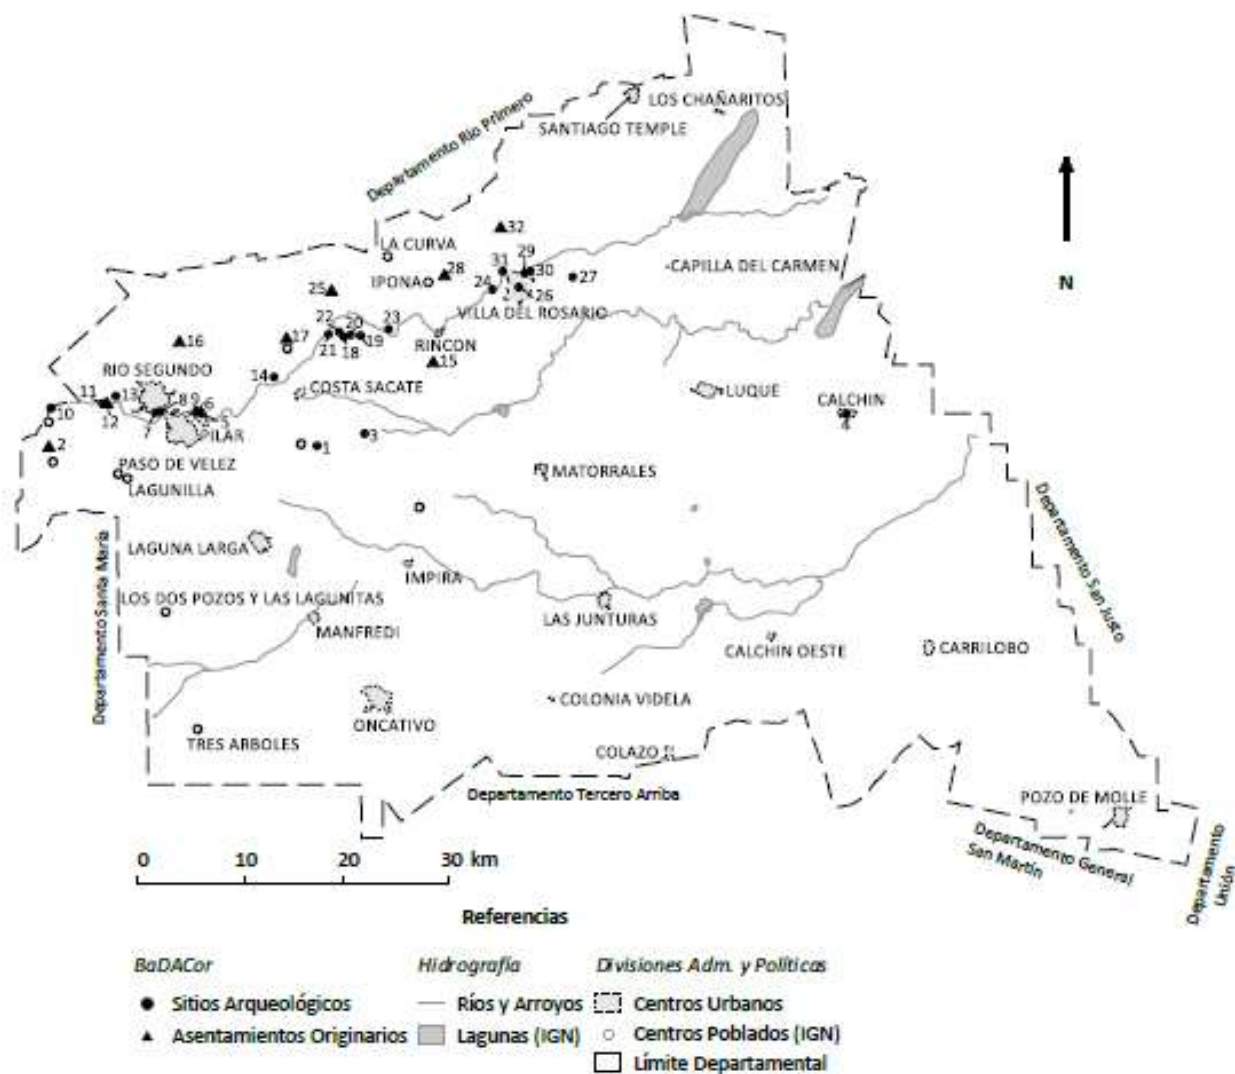 LOS CHAÑARITOS
SANTIAGO TEMPLE
Departamento Río Primero
32
LA CURVA
29
31
30
28
IPONA
27
CAPILLA DEL CARMEN
N
24
26
25
VILLA DEL ROSARIO
23
22
20
RINCON
16
17
21
18
19
15
RIO SEGUNDO
14
COSTA SACATE
LUQUE
CALCHIN
11
13
8
9
6
10
12
5
PILAR
2
1
3
PASO DE VELEZ
LAGUNILLA
MATORRALES
Departamento Santa María
Departamento San Justo
LAGUNA LARGA
IMPIRA
LOS DOS POZOS Y LAS LAGUNITAS
LAS JUNTURAS
MANFREDI
CALCHIN OESTE
CARRILOBO
COLONIA VIDELA
ONCATIVO
TRES ARBOLES
COLAZO
Departamento Tercero Arriba
POZO DE MOLLE
Departamento General
San Martín
Departamento
Unión
0 10 20 30 km
Referencias
BaDACor
Sitios Arqueológicos
Asentamientos Originarios
Hidrografía
Ríos y Arroyos
Lagunas (IGN)
Divisiones Adm. y Políticas
Centros Urbanos
Centros Poblados (IGN)
Límite Departamental